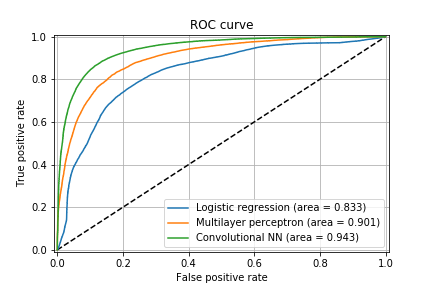 ROC curve
True positive rate
1.0
0.8
0.6
0.4
0.2
0.0
Logistic regression (area = 0.833)
Multilayer perceptron (area = 0.901)
Convolutional NN (area = 0.943)
0.0 0.2 0.4 0.6 0.8 1.0
False positive rate